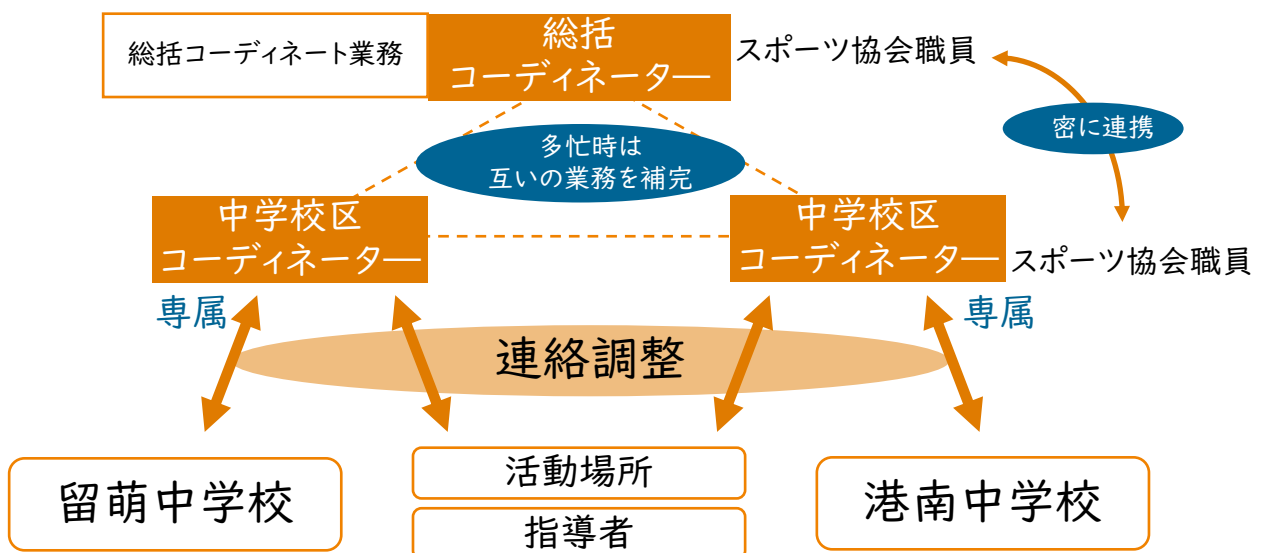 総括コーディネート業務
総括
コーディネーター
スポーツ協会職員
密に連携
多忙時は
互いの業務を補完
中学校区
コーディネーター
中学校区
コーディネーター
スポーツ協会職員
専属
専属
連絡調整
留萌中学校
活動場所
指導者
港南中学校